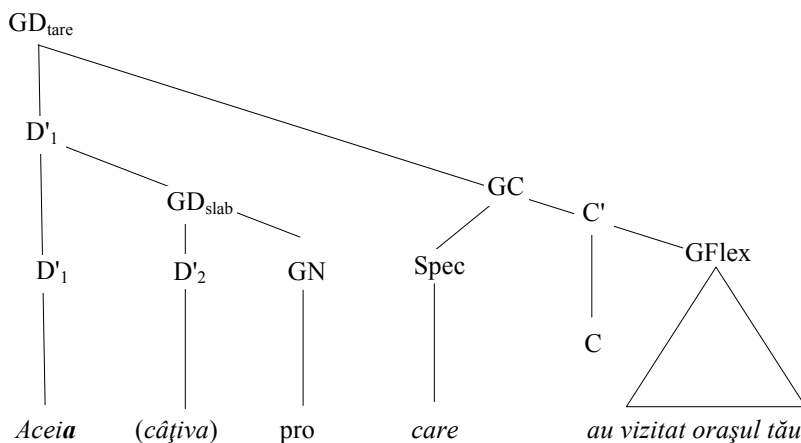 GDtare
D'1
GDslab GC C'
D'1 D'2 GN Spec GFlex
C
Aceia (câţiva) pro care au vizitat oraşul tău